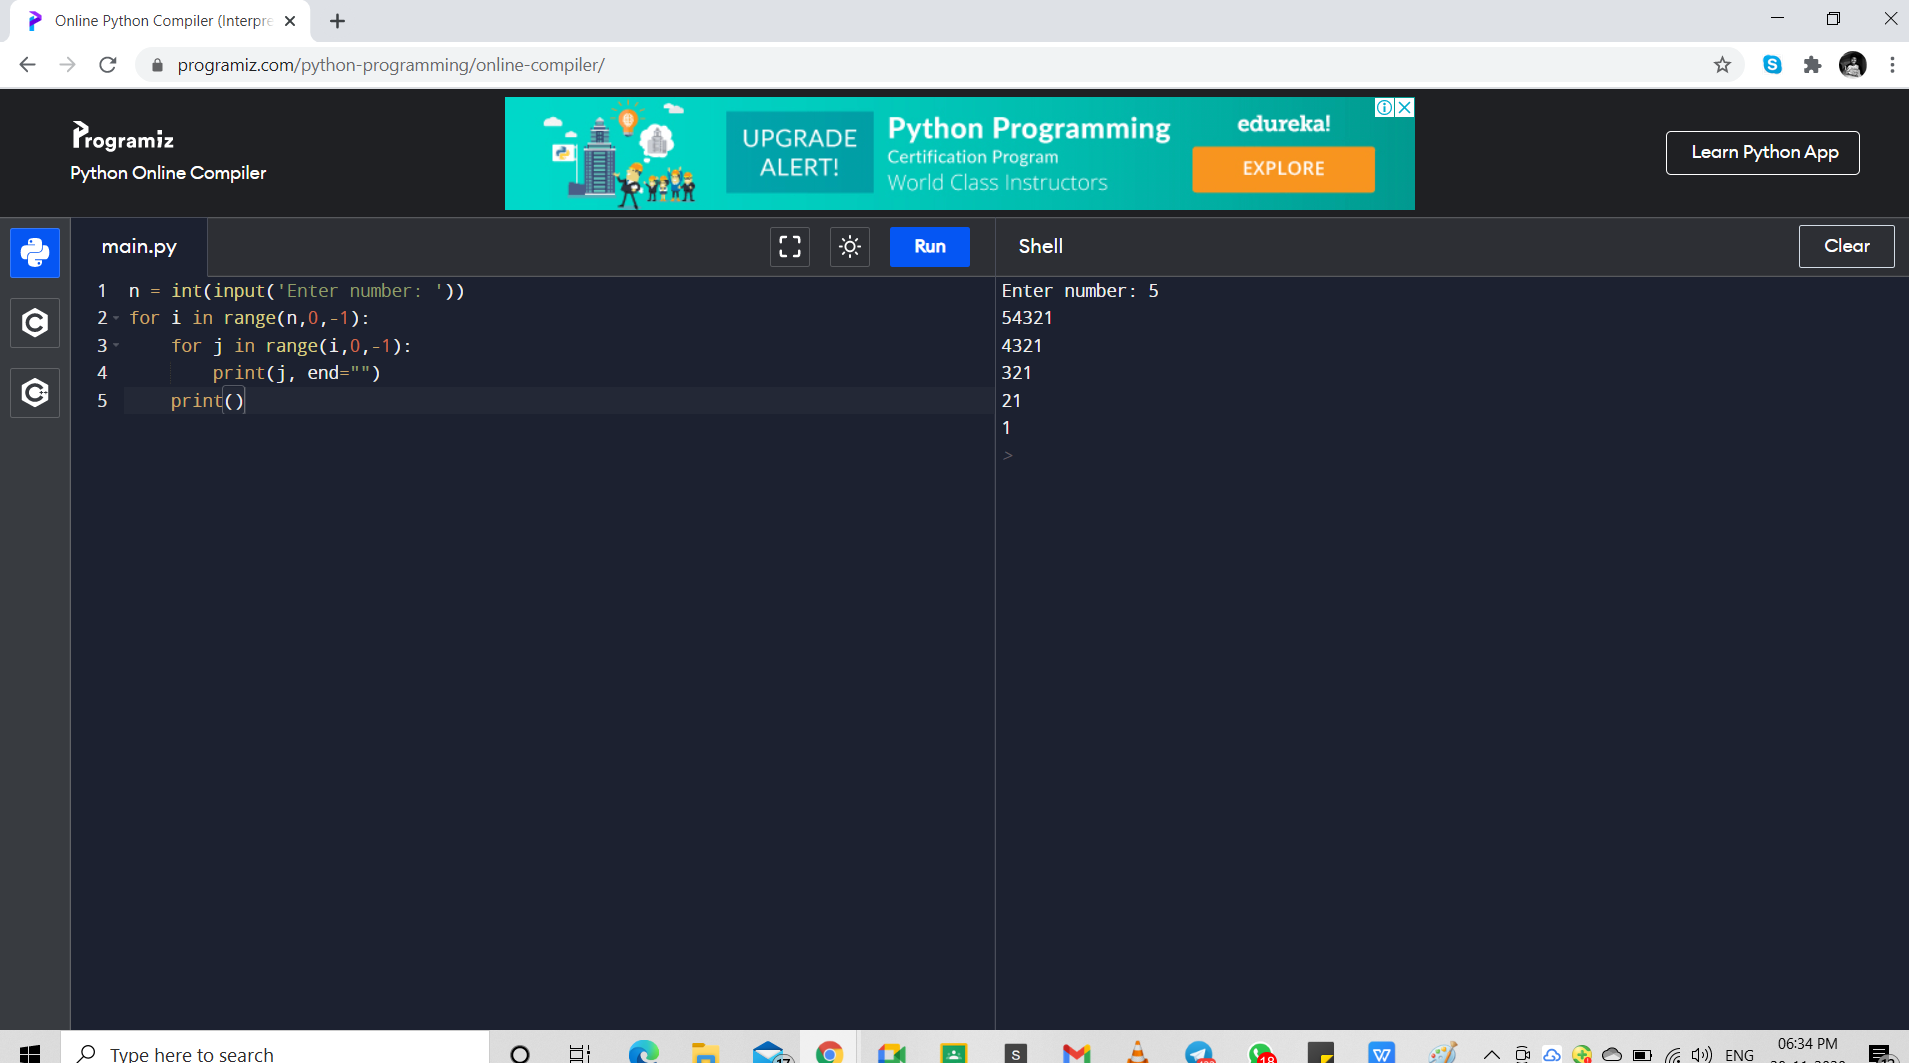 Online Python Compiler (Interpre
programiz.com/python-programming/online-compiler/
Programiz
Python Online Compiler
UPGRADE
ALERT!
Python Programming
Certification Program
World Class Instructors
edureka!
EXPLORE
Learn Python App
main.py
Run
Shell
Clear
1 n = int(input('Enter number: '))
2 for i in range(n,0,-1):
3     for j in range(i,0,-1):
4         print(j, end="")
5     print()
Enter number: 5
54321
4321
321
21
1
>
Type here to search
ENG
06:34 PM